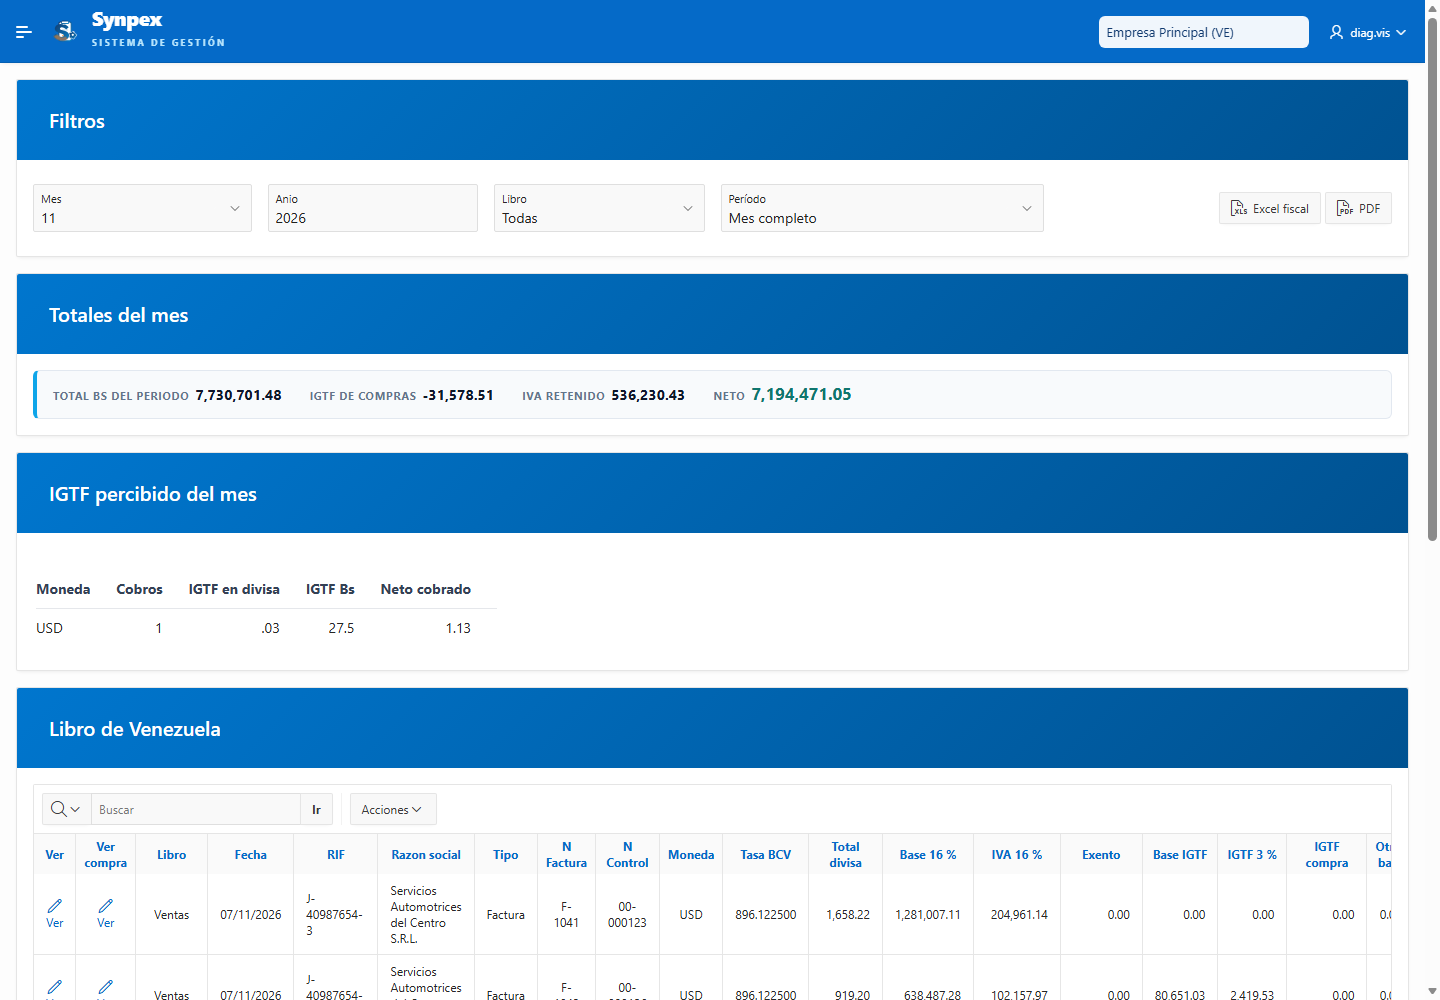 Synpex
SISTEMA DE GESTIÓN
Empresa Principal (VE)
diag.vis
Filtros
Mes
11
Anio
2026
Libro
Todas
Período
Mes completo
XLS Excel fiscal
PDF PDF
Totales del mes
TOTAL BS DEL PERIODO 7,730,701.48 IGTF DE COMPRAS -31,578.51 IVA RETENIDO 536,230.43 NETO 7,194,471.05
IGTF percibido del mes
Moneda Cobros IGTF en divisa IGTF Bs Neto cobrado
USD 1 .03 27.5 1.13
Libro de Venezuela
Buscar
Ir
Acciones
Ver
Ver compra
Libro
Fecha
RIF
Razon social
Tipo
N Factura
N Control
Moneda
Tasa BCV
Total divisa
Base 16 %
IVA 16 %
Exento
Base IGTF
IGTF 3 %
IGTF compra
Ver
Ver
Ventas
07/11/2026
J-
40987654-
3
Servicios
Automotrices
del Centro
S.R.L.
Factura
F-
1041
00-
000123
USD
896.122500
1,658.22
1,281,007.11
204,961.14
0.00
0.00
0.00
0.00
Ventas
07/11/2026
J-
40987654-
Servicios
Automotrices
Factura
F-
00-
USD
896.122500
919.20
638,487.28
102,157.97
0.00
80,651.03
2,419.53
0.00